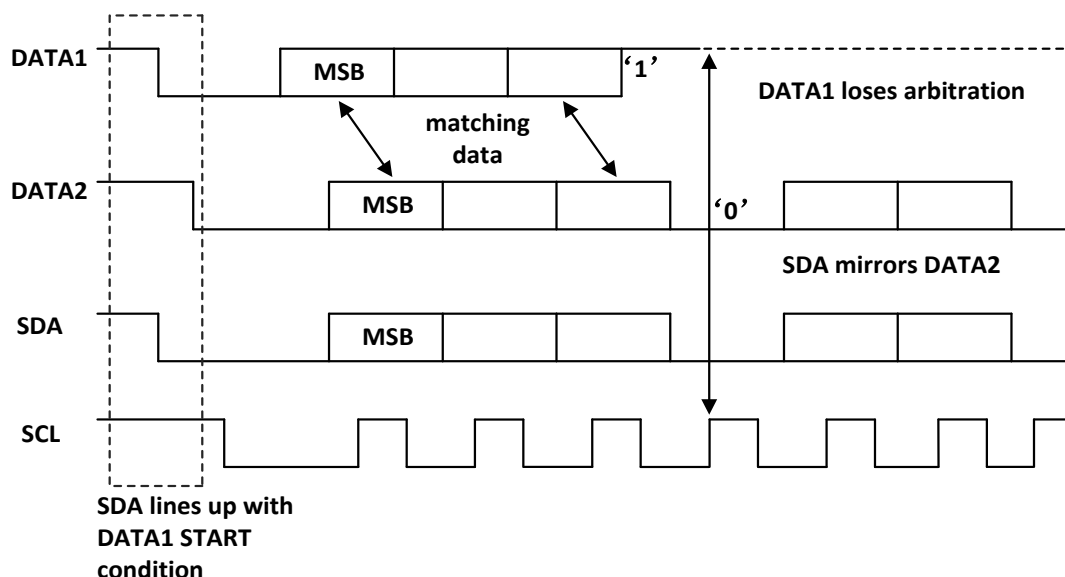 DATA1
MSB
‘1’
DATA1 loses arbitration
matching
data
DATA2
MSB
‘0’
SDA mirrors DATA2
SDA
MSB
SCL
SDA lines up with
DATA1 START
condition